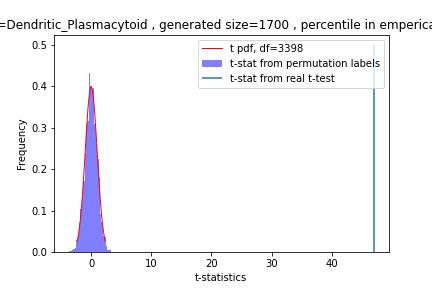 =Dendritic_Plasmacytoid , generated size=1700 , percentile in emperica
0.5
0.4
0.3
0.2
0.1
0.0
Frequency
t pdf, df=3398
t-stat from permutation labels
t-stat from real t-test
0 10 20 30 40
t-statistics